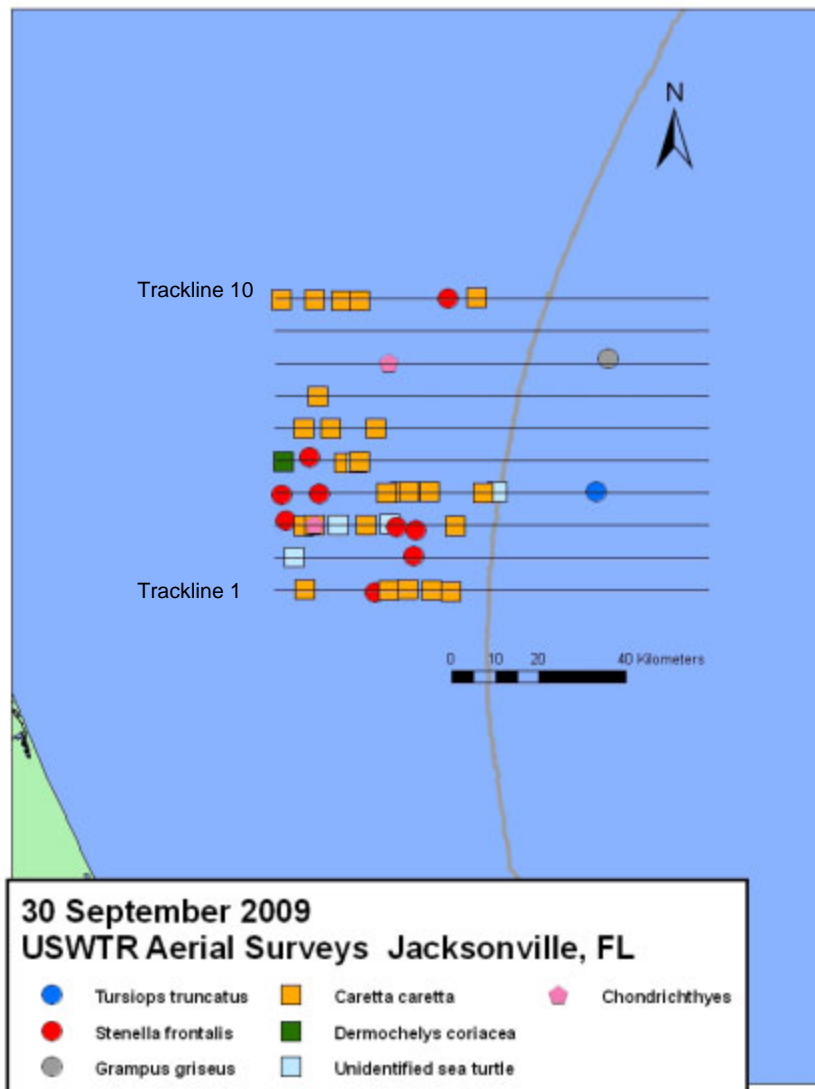 N
Trackline 10
Trackline 1
0 10 20 40 Kilometers
30 September 2009
USWTR Aerial Surveys Jacksonville, FL
Tursiops truncatus Caretta caretta Chondrichthyes
Stenella frontalis Dermochelys coriacea
Grampus griseus Unidentified sea turtle